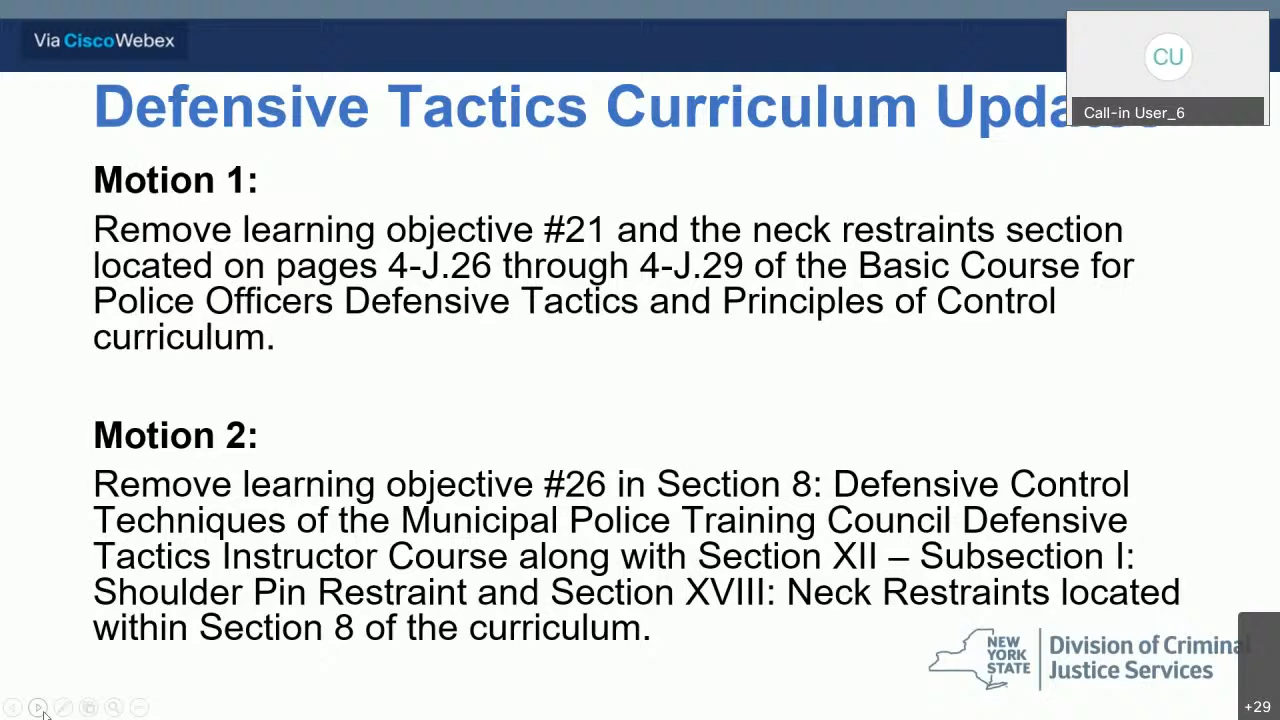 Via CiscoWebex
CU
Call-in User_6
Defensive Tactics Curriculum
Motion 1:
Remove learning objective #21 and the neck restraints section
located on pages 4-J.26 through 4-J.29 of the Basic Course for
Police Officers Defensive Tactics and Principles of Control
curriculum.
Motion 2:
Remove learning objective #26 in Section 8: Defensive Control
Techniques of the Municipal Police Training Council Defensive
Tactics Instructor Course along with Section XII – Subsection I:
Shoulder Pin Restraint and Section XVIII: Neck Restraints located
within Section 8 of the curriculum.
NEW
YORK
STATE
Division of Criminal
Justice Services
+29